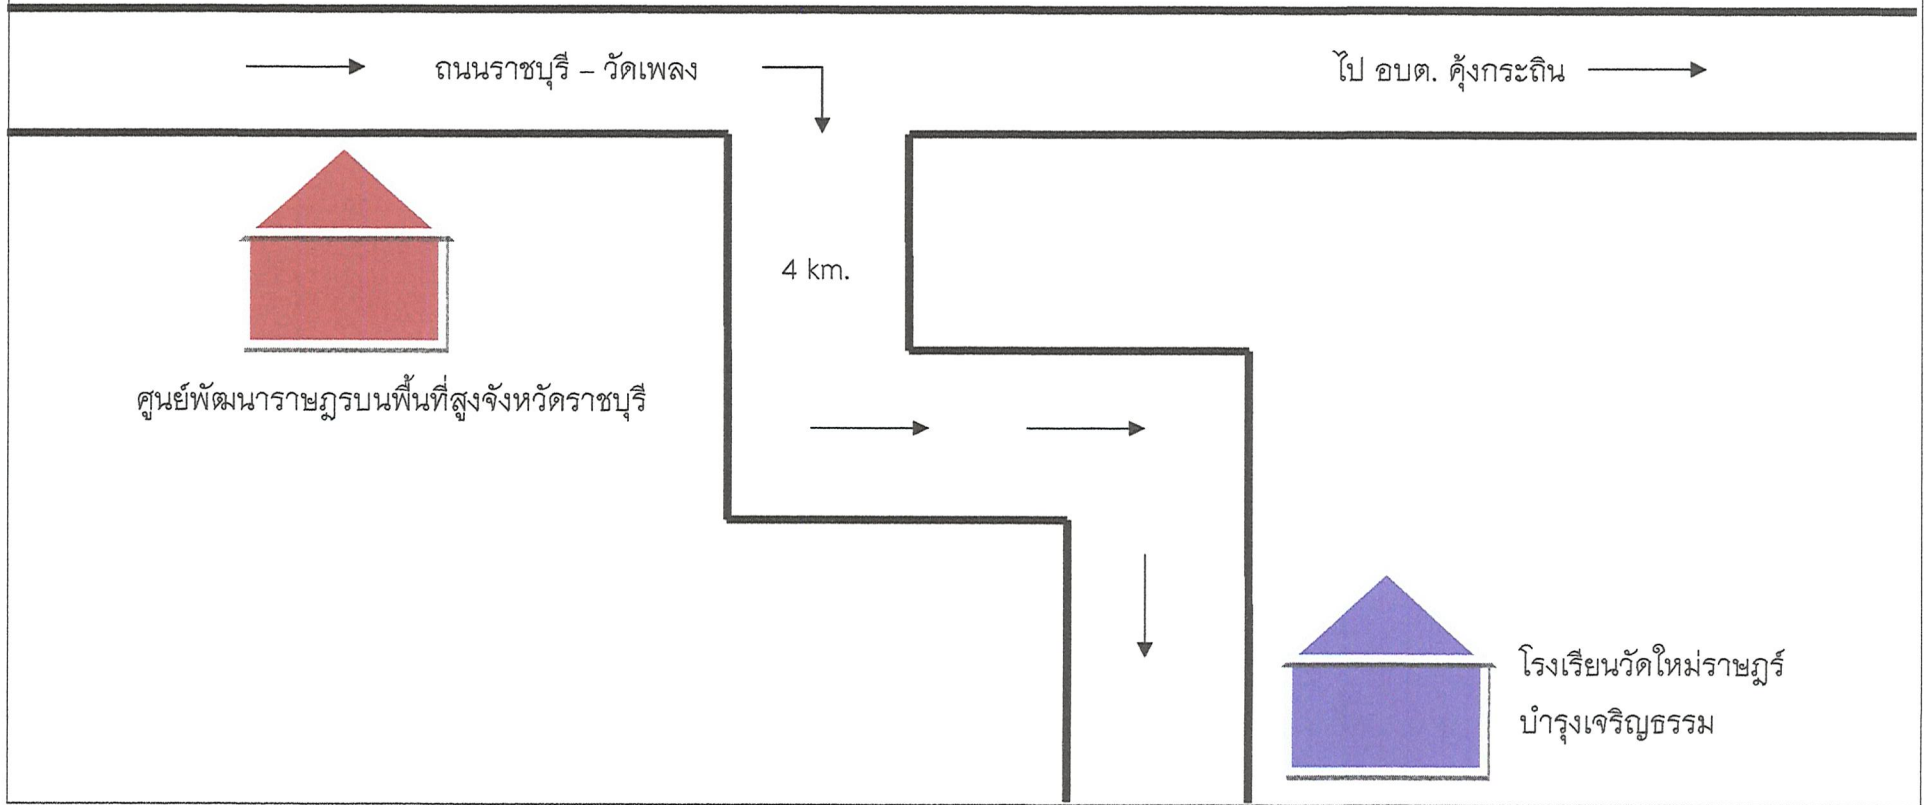 ถนนราชบุรี – วัดเพลง
ไป อบต. คุ้งกระถิน
4 km.
ศูนย์พัฒนาราษฎรบนพื้นที่สูงจังหวัดราชบุรี
โรงเรียนวัดใหม่ราษฎร์
บำรุงเจริญธรรม